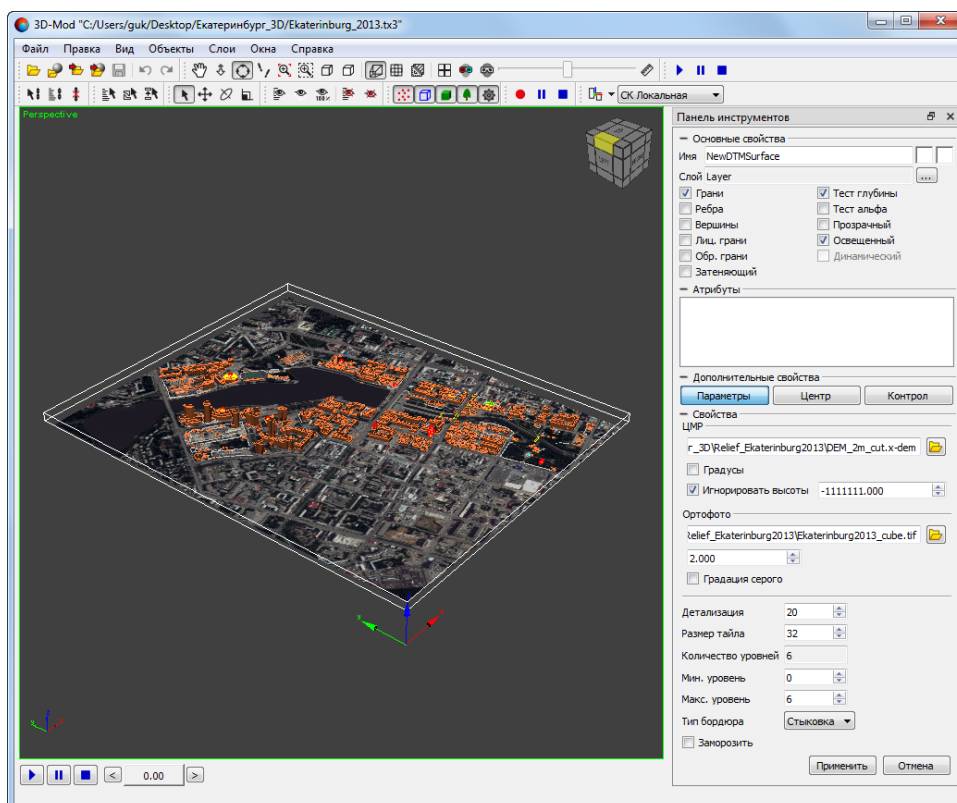 3D-Mod "C:/Users/guk/Desktop/Екатеринбург_3D/Ekaterinburg_2013.tx3"
Файл Правка Вид Объекты Слои Окна Справка
100%
СК Локальная
Perspective
Панель инструментов
Основные свойства
Имя NewDTMSurface
Слой Layer ...
Грани Тест глубины
Ребра Тест альфа
Вершины Прозрачный
Лиц. грани Освещенный
Обр. грани Динамический
Затеняющий
Атрибуты
Дополнительные свойства
Параметры Центр Контрол
Свойства
ЦМР
r_3D\Relief_Ekaterinburg2013\DEM_2m_cut.x-dem
Градусы
Игнорировать высоты -1111111.000
Ортофото
Relief_Ekaterinburg2013\Ekaterinburg2013_cube.tif
2.000
Градация серого
Детализация 20
Размер тайла 32
Количество уровней 6
Мин. уровень 0
Макс. уровень 6
Тип бордюра Стыковка
Заморозить
Применить Отмена
< 0.00 >